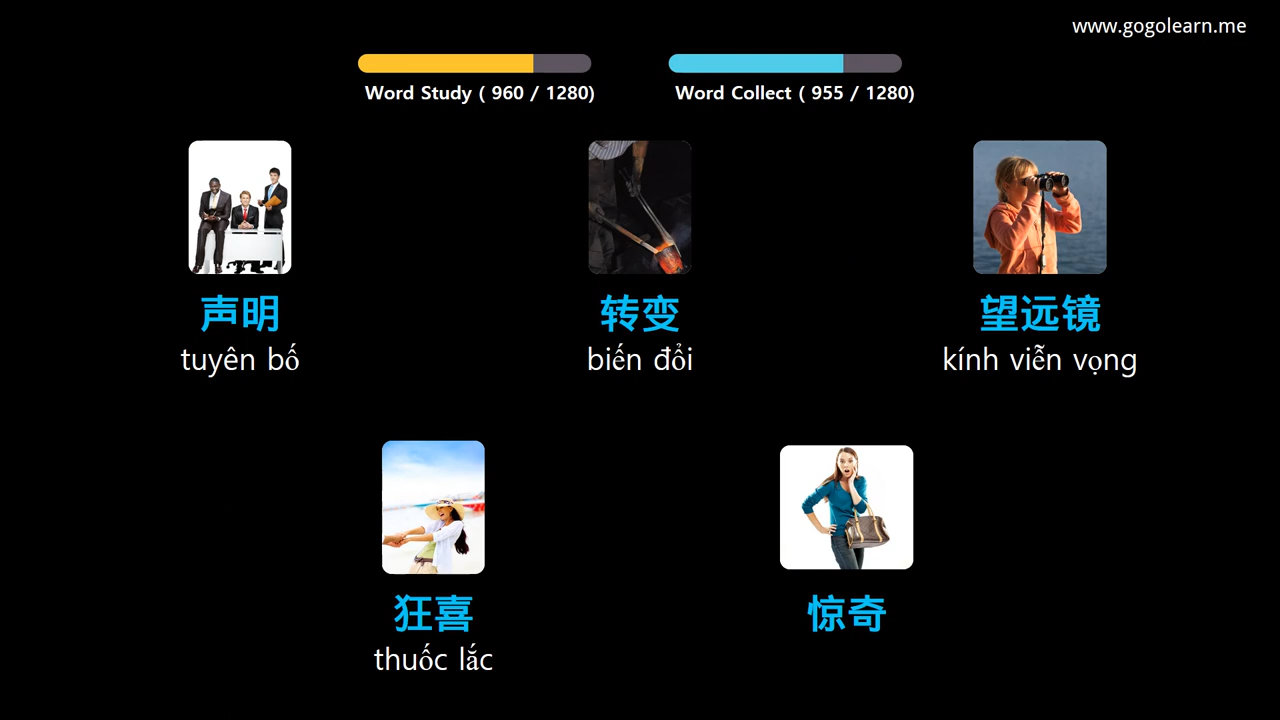 www.gogolearn.me
Word Study ( 960 / 1280)
Word Collect ( 955 / 1280)
声明
tuyên bố
转变
biến đổi
望远镜
kính viễn vọng
狂喜
thuốc lắc
惊奇